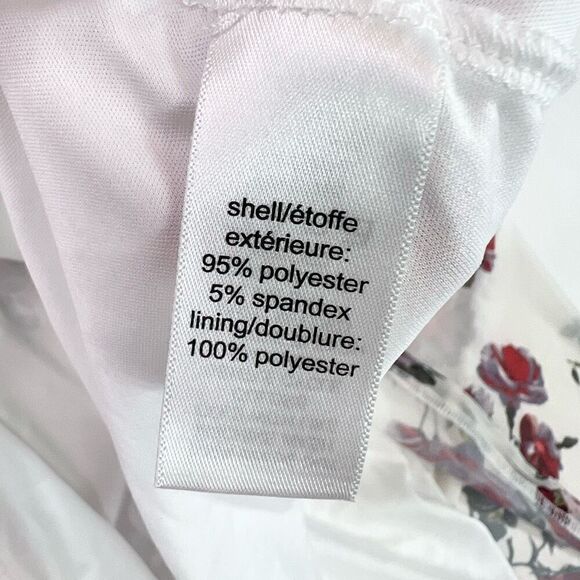 shell/étoffe
extérieure:
95% polyester
5% spandex
lining/doublure:
100% polyester